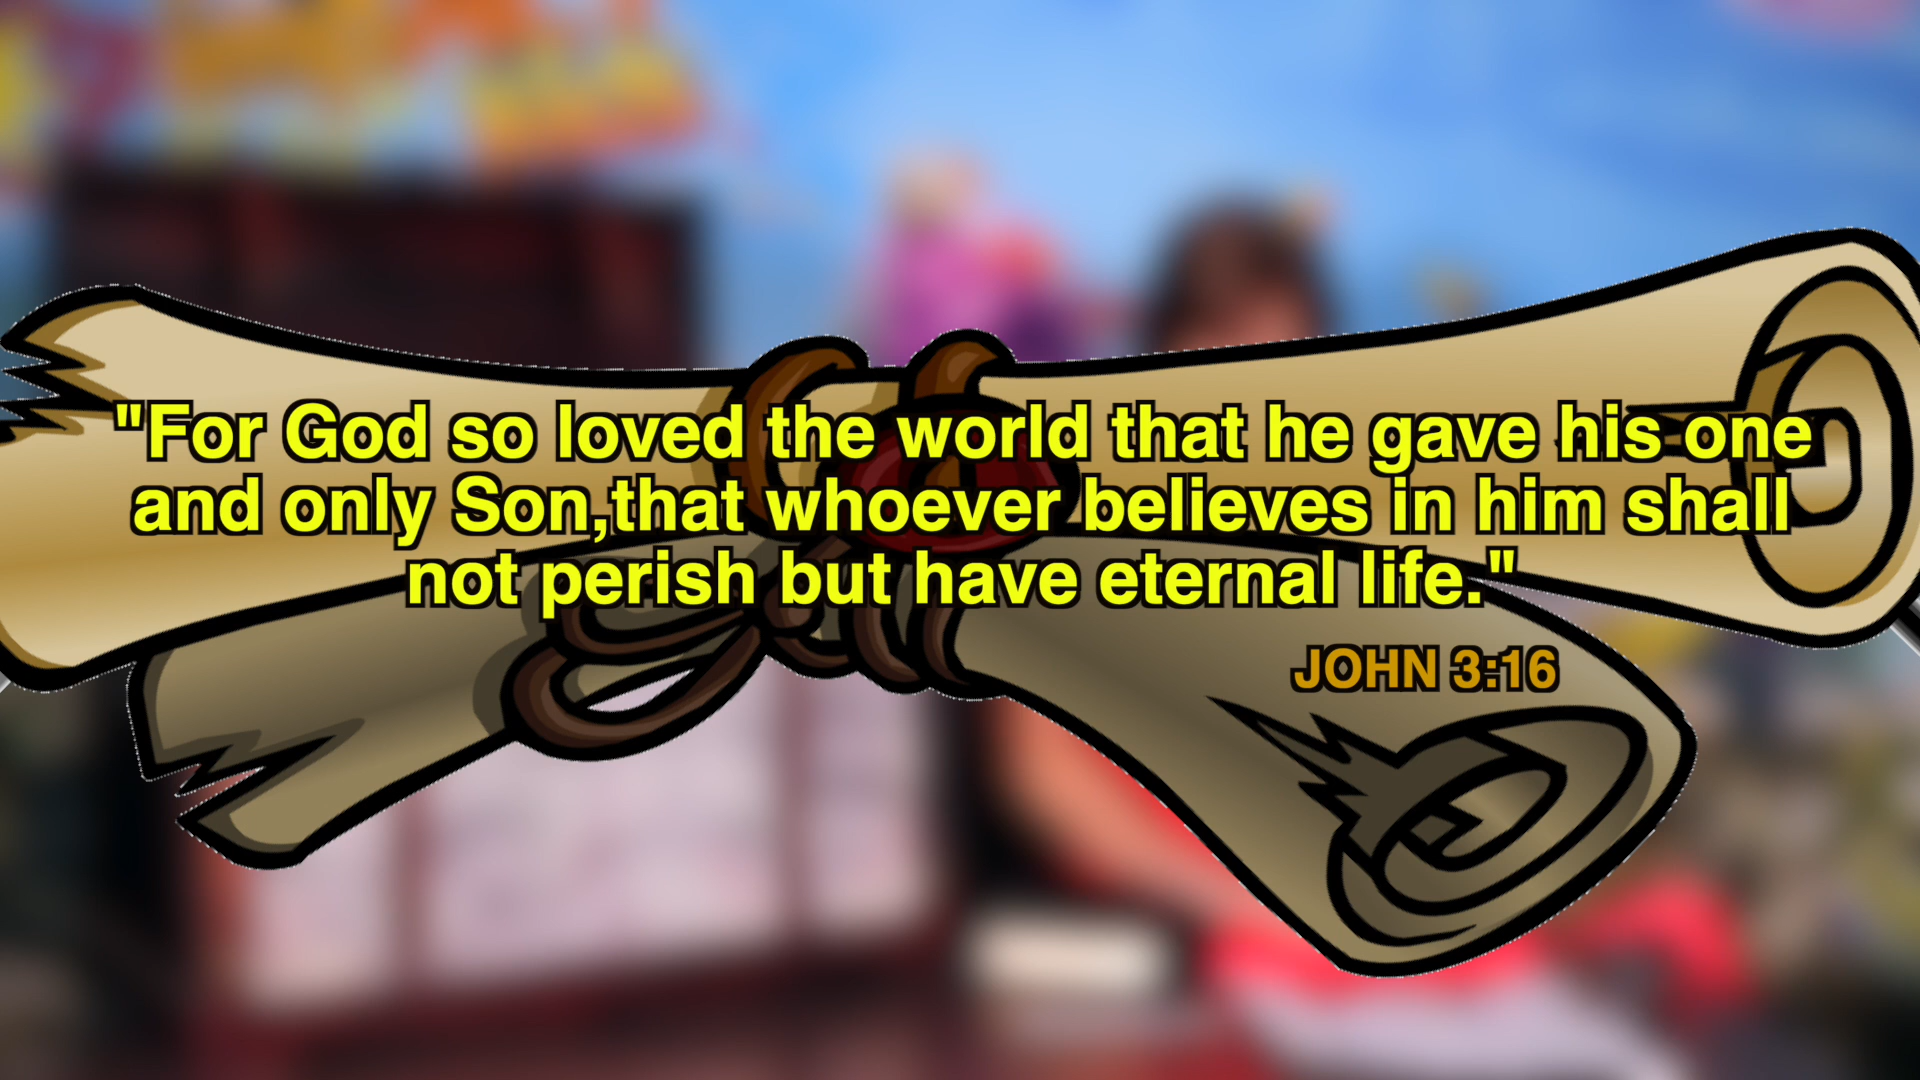 "For God so loved the world that he gave his one
and only Son,that whoever believes in him shall
not perish but have eternal life."
JOHN 3:16